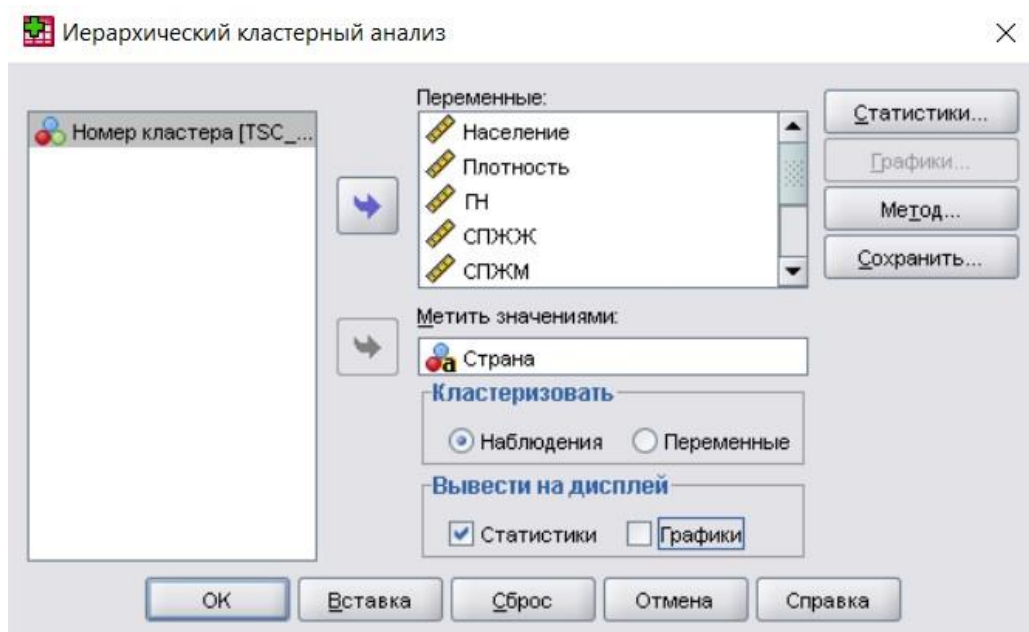 Иерархический кластерный анализ
Номер кластера [TSC_...
Переменные:
Население
Плотность
ГН
СПЖЖ
СПЖМ
Статистики...
Графики...
Метод...
Сохранить...
Метить значениями:
Страна
Кластеризовать
Наблюдения Переменные
Вывести на дисплей
Статистики Графики
OK Вставка Сброс Отмена Справка